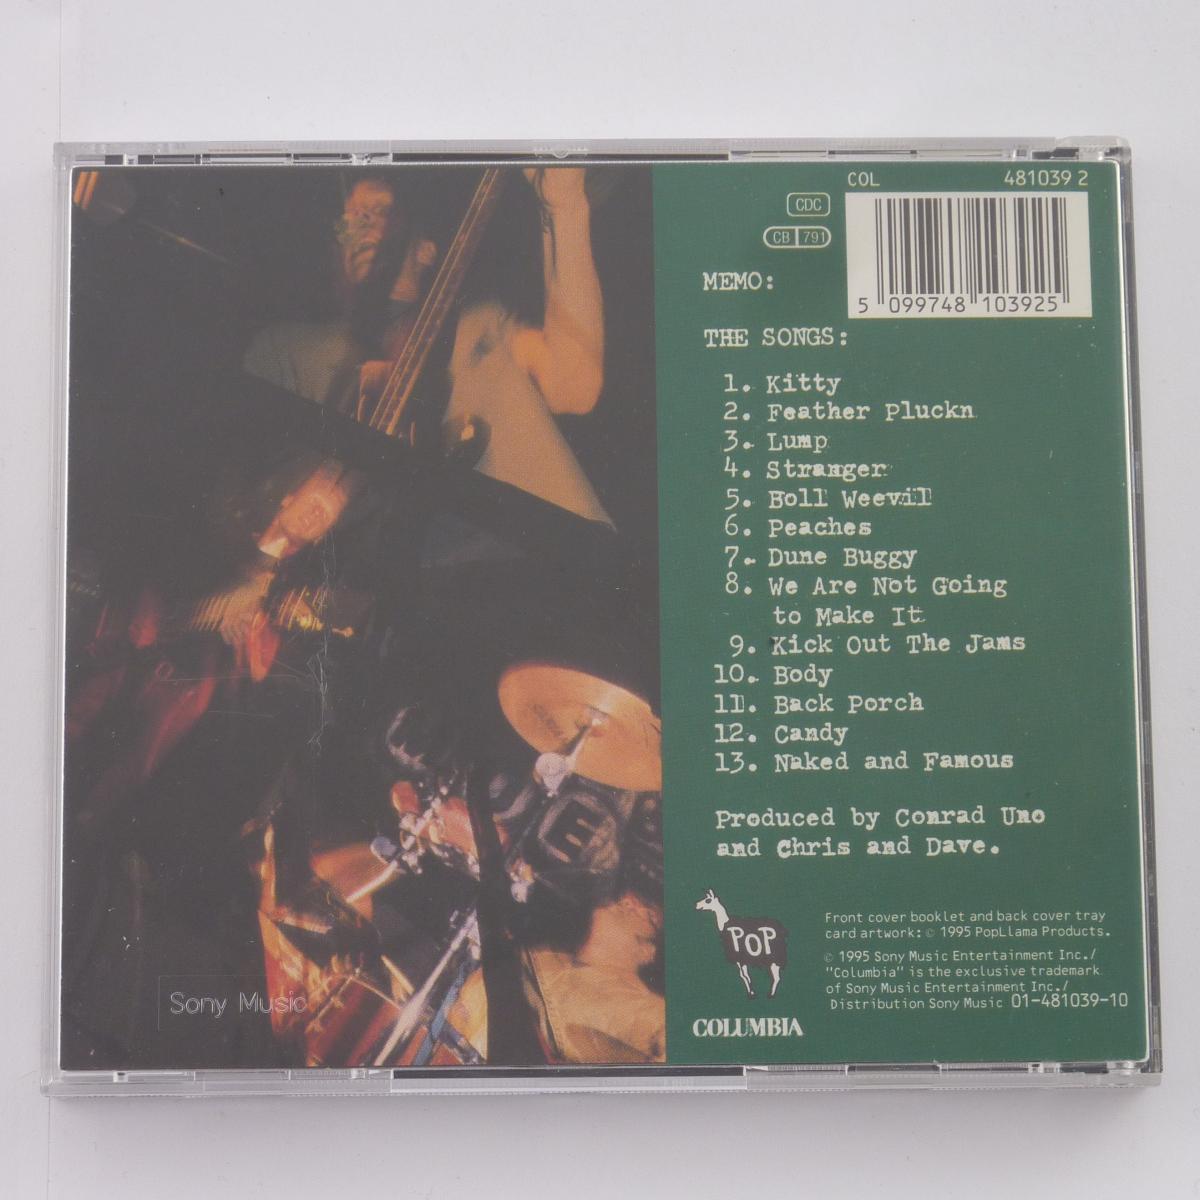 COL 481039 2
CDC
CB 791
5 099748 103925
MEMO:
THE SONGS:
1. Kitty
2. Feather Pluckn
3. Lump
4. Stranger
5. Boll Weevil
6. Peaches
7. Dune Buggy
8. We Are Not Going
to Make It
9. Kick Out The Jams
10. Body
11. Back Porch
12. Candy
13. Naked and Famous
Produced by Conrad Uno
and Chris and Dave.
POP
Front cover booklet and back cover tray
card artwork: © 1995 PopLlama Products.
© 1995 Sony Music Entertainment Inc./
"Columbia" is the exclusive trademark
of Sony Music Entertainment Inc./
Distribution Sony Music 01-481039-10
COLUMBIA
Sony Music